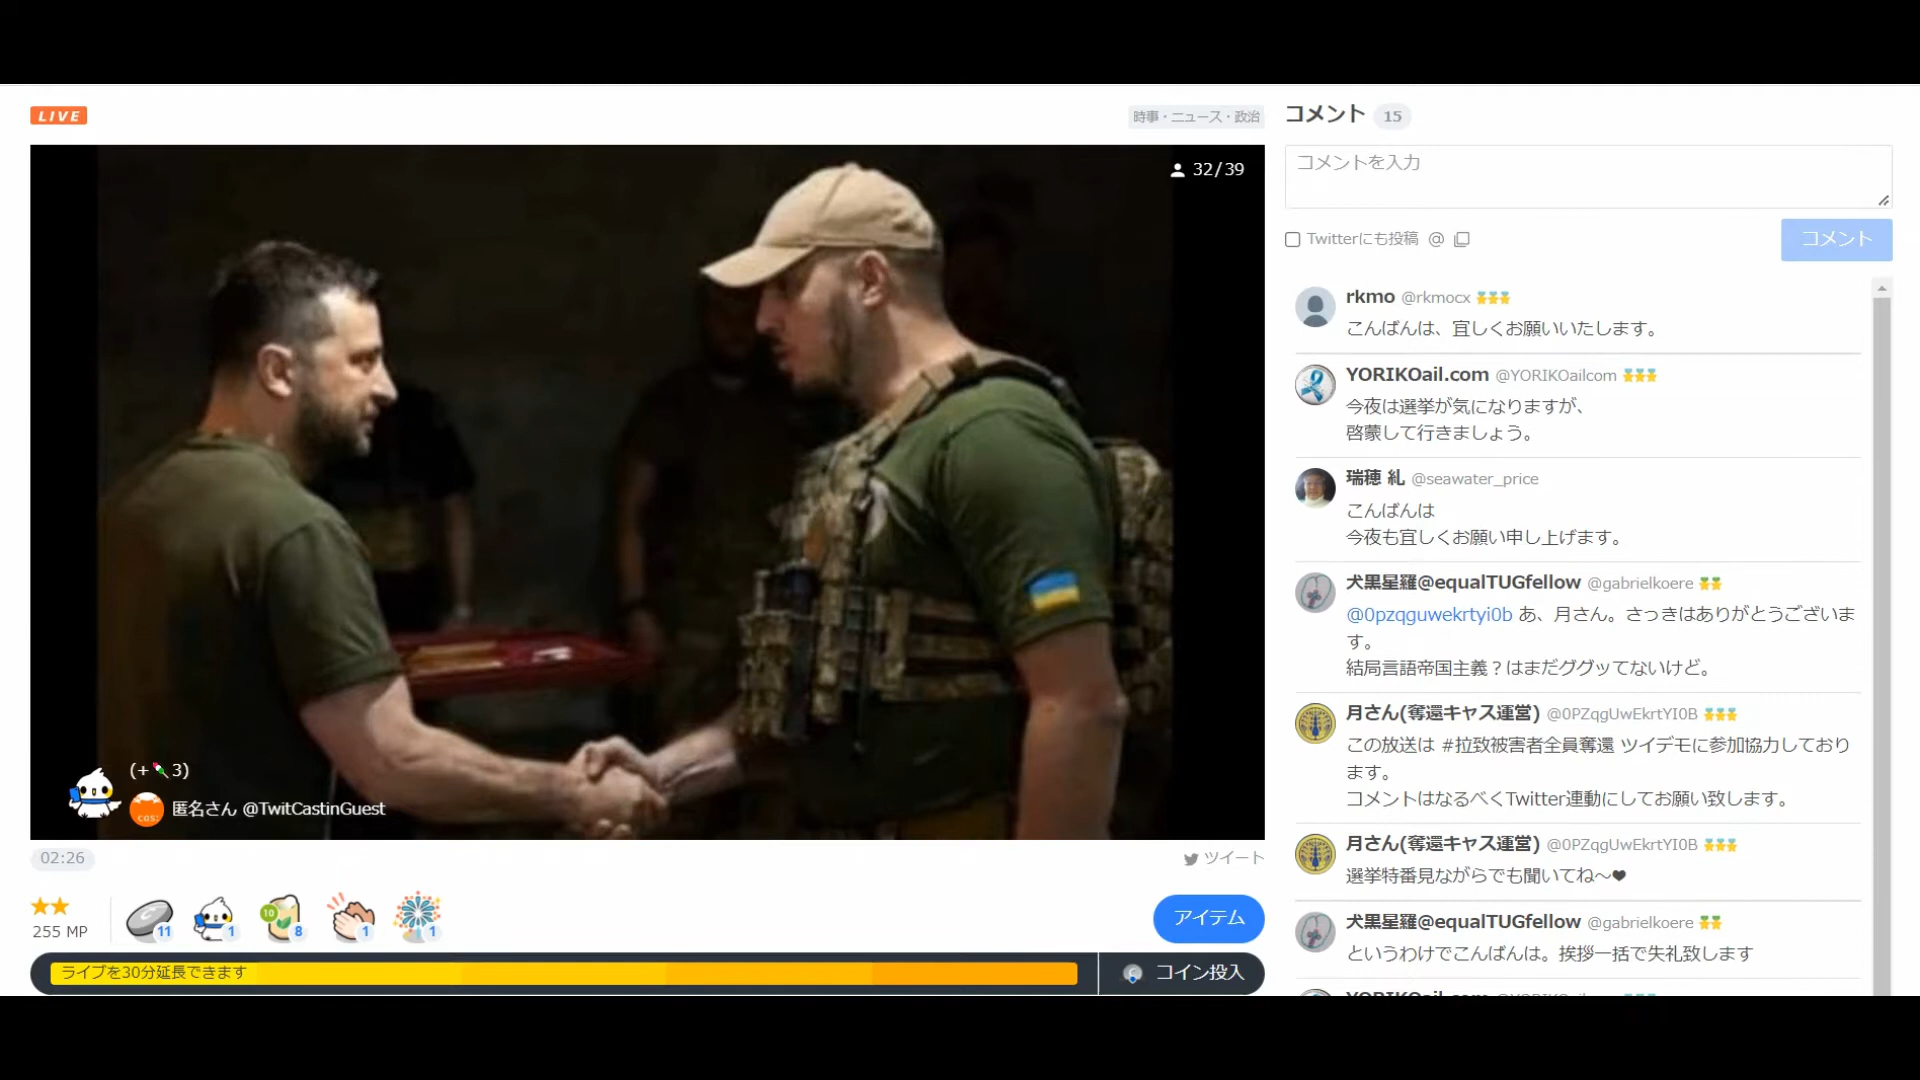 LIVE
時事・ニュース・政治
32/39
(+3)
匿名さん @TwitCastinGuest
02:26
ツイート
255 MP
11
1
10
8
1
1
アイテム
ライブを30分延長できます
コイン投入
コメント 15
コメントを入力
Twitterにも投稿 @
コメント
rkmo @rkmocx
こんばんは、宜しくお願いいたします。
YORIKOail.com @YORIKOailcom
今夜は選挙が気になりますが、
啓蒙して行きましょう。
瑞穂 糺 @seawater_price
こんばんは
今夜も宜しくお願い申し上げます。
犬黒星羅@equalTUGfellow @gabrielkoere
@0pzqguwekrtyi0b あ、月さん。さっきはありがとうございま
す。
結局言語帝国主義？はまだググッてないけど。
月さん(奪還キャス運営) @0PZqgUwEkrtYI0B
この放送は #拉致被害者全員奪還 ツイデモに参加協力しており
ます。
コメントはなるべくTwitter連動にしてお願い致します。
月さん(奪還キャス運営) @0PZqgUwEkrtYI0B
選挙特番見ながらでも聞いてね～❤
犬黒星羅@equalTUGfellow @gabrielkoere
というわけでこんばんは。挨拶一括で失礼致します